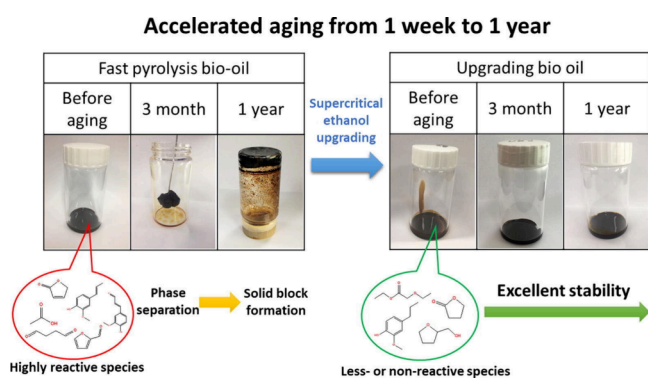 Accelerated aging from 1 week to 1 year
Fast pyrolysis bio-oil
Before
aging
3 month
1 year
Supercritical
ethanol
upgrading
Upgrading bio oil
Before
aging
3 month
1 year
Phase
separation
Solid block
formation
Highly reactive species
Excellent stability
Less- or non-reactive species